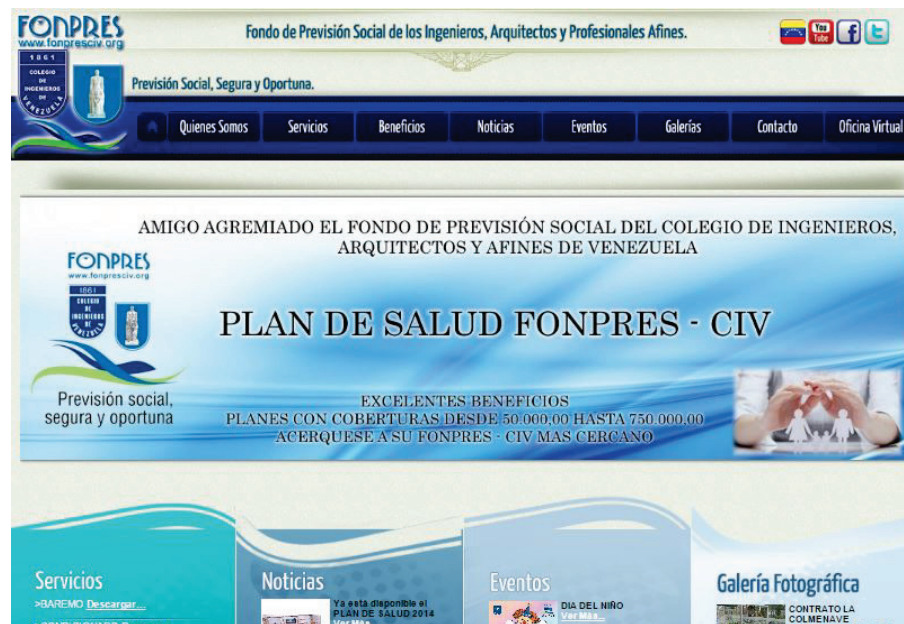 FONPRES
www.fonpresciv.org
1861
COLEGIO
DE
INGENIEROS
DE
VENEZUELA
Fondo de Previsión Social de los Ingenieros, Arquitectos y Profesionales Afines.
You
Tube
Previsión Social, Segura y Oportuna.
Quienes Somos Servicios Beneficios Noticias Eventos Galerías Contacto Oficina Virtual
AMIGO AGREMIADO EL FONDO DE PREVISIÓN SOCIAL DEL COLEGIO DE INGENIEROS,
ARQUITECTOS Y AFINES DE VENEZUELA
FONPRES
www.fonpresciv.org
1861
COLEGIO
DE
INGENIEROS
DE
VENEZUELA
Previsión social,
segura y oportuna
PLAN DE SALUD FONPRES - CIV
EXCELENTES BENEFICIOS
PLANES CON COBERTURAS DESDE 50.000,00 HASTA 750.000,00
ACERQUESE A SU FONPRES - CIV MAS CERCANO
Servicios
>BAREMO Descargar...
Noticias
Ya está disponible el
PLAN DE SALUD 2014
Ver Más...
Eventos
DIA DEL NIÑO
Ver Más...
Galería Fotográfica
CONTRATO LA
COLMENAVE